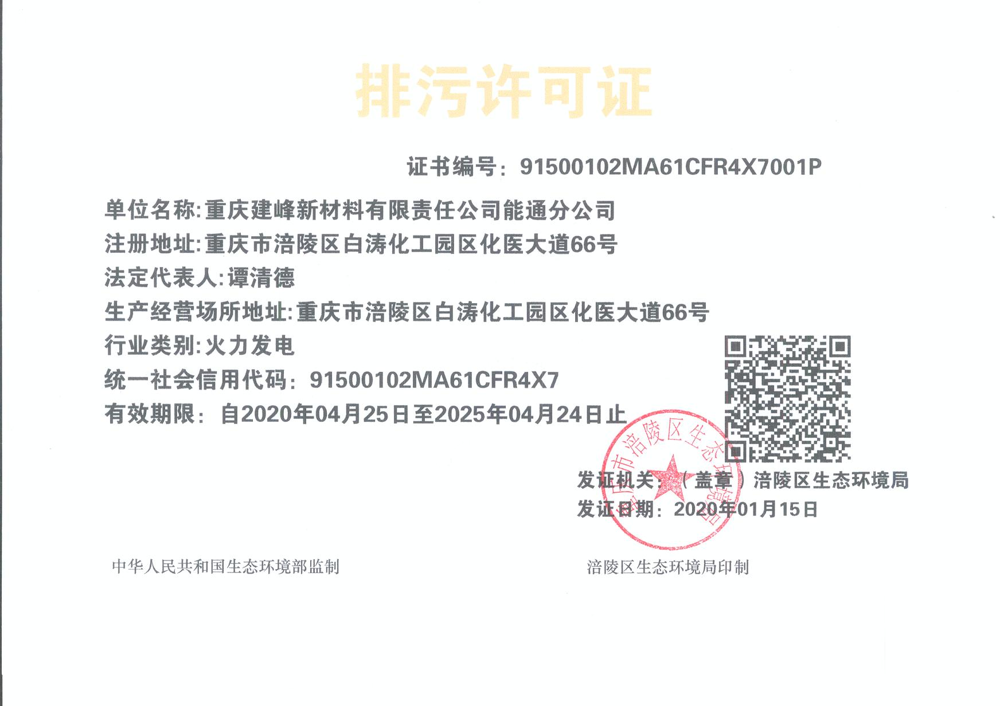 排污许可证
证书编号：91500102MA61CFR4X7001P
单位名称:重庆建峰新材料有限责任公司能通分公司
注册地址:重庆市涪陵区白涛化工园区化医大道66号
法定代表人:谭清德
生产经营场所地址:重庆市涪陵区白涛化工园区化医大道66号
行业类别:火力发电
统一社会信用代码：91500102MA61CFR4X7
有效期限：自2020年04月25日至2025年04月24日止
重庆市涪陵区生态环境局
发证机关：（盖章）涪陵区生态环境局
发证日期：2020年01月15日
中华人民共和国生态环境部监制
涪陵区生态环境局印制